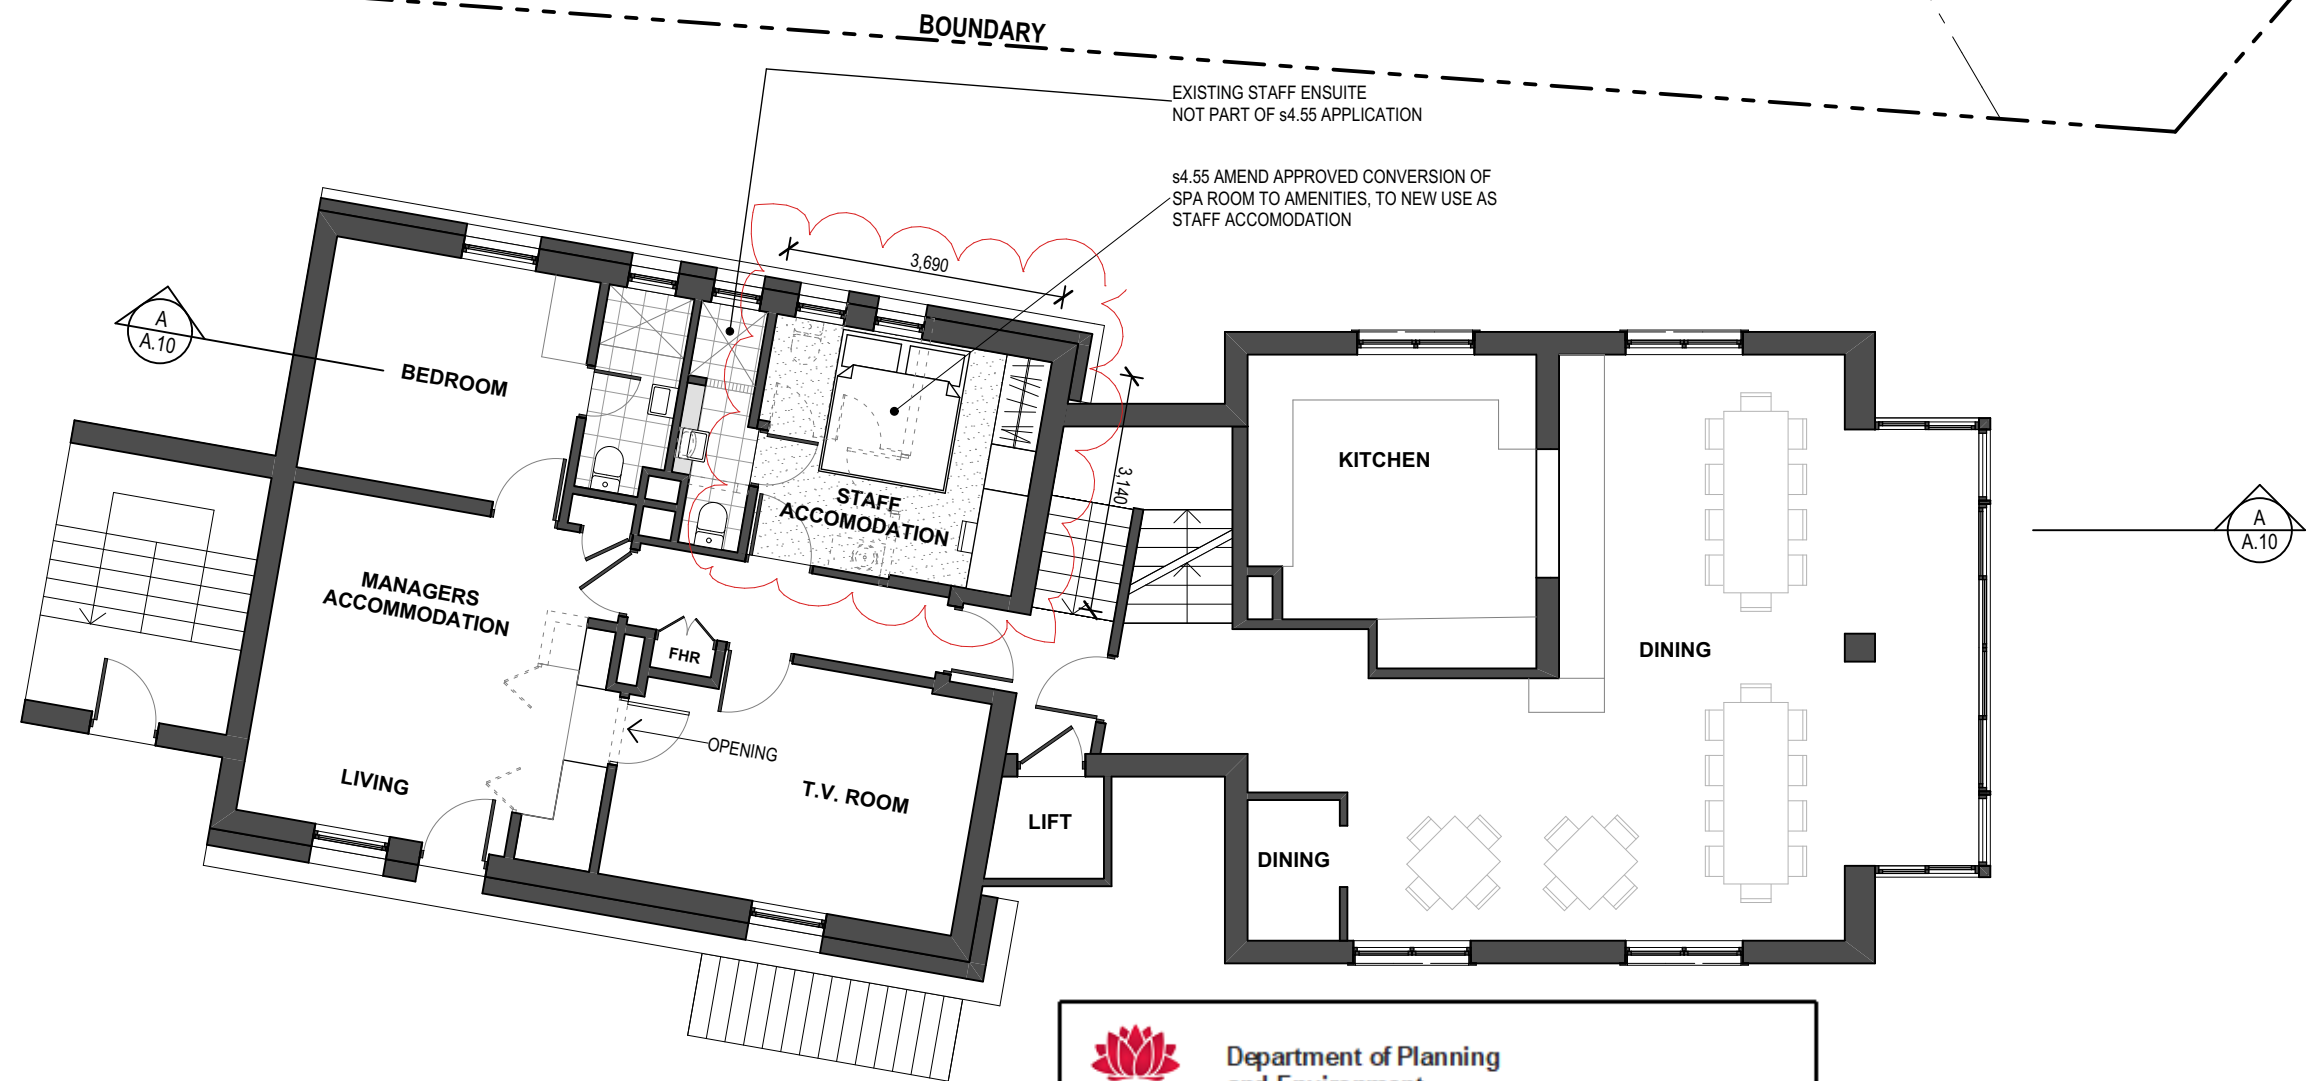 BOUNDARY
EXISTING STAFF ENSUITE
NOT PART OF s4.55 APPLICATION
s4.55 AMEND APPROVED CONVERSION OF
SPA ROOM TO AMENITIES, TO NEW USE AS
STAFF ACCOMODATION
3,690
A
A.10
BEDROOM
3,140
KITCHEN
STAFF
ACCOMODATION
A
A.10
MANAGERS
ACCOMMODATION
FHR
DINING
OPENING
LIVING
T.V. ROOM
LIFT
DINING
Department of Planning
and Environment